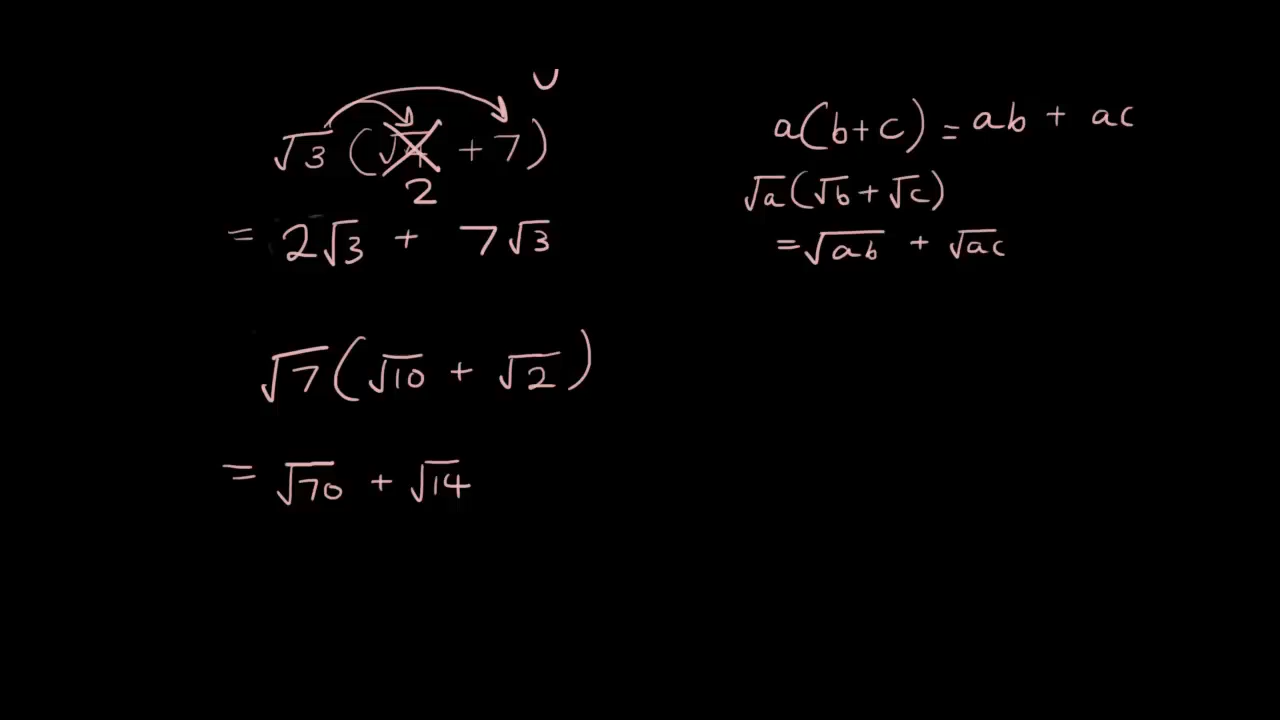 √3 (√4 + 7)
2
= 2√3 + 7√3
√7 (√10 + √2)
= √70 + √14
a(b+c) = ab + ac
√a (√b + √c)
= √ab + √ac